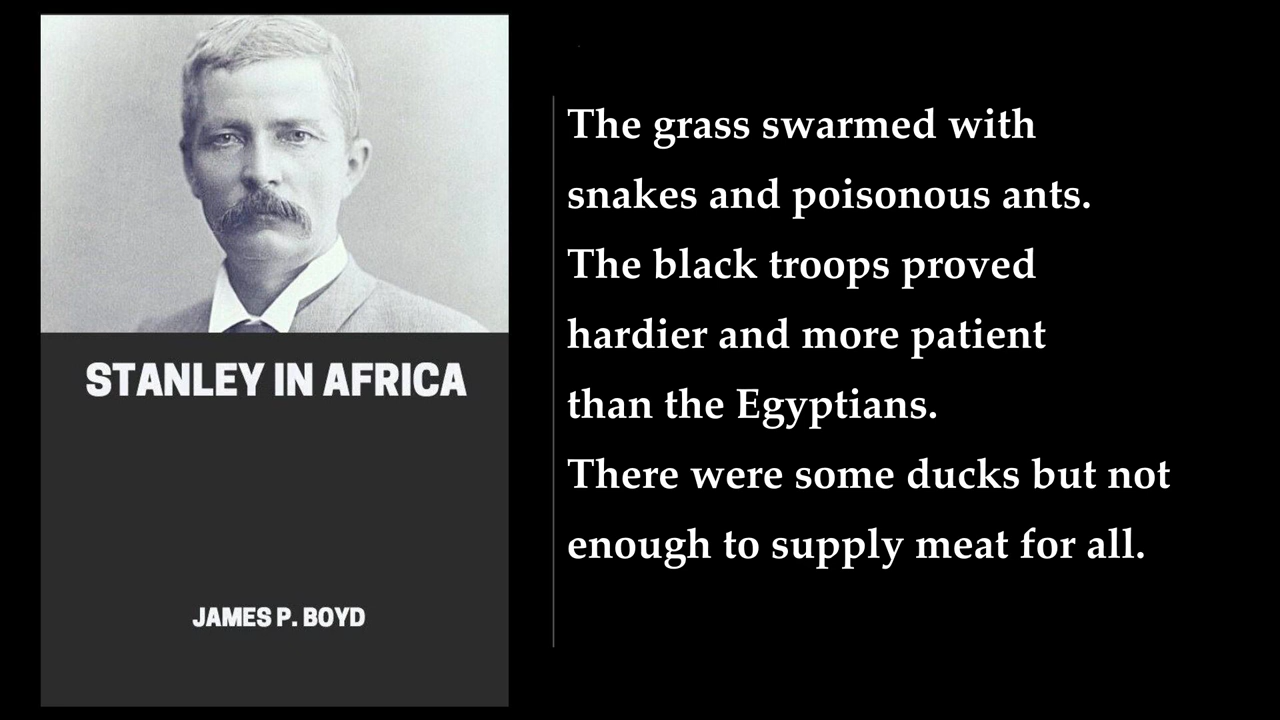 STANLEY IN AFRICA
JAMES P. BOYD
The grass swarmed with
snakes and poisonous ants.
The black troops proved
hardier and more patient
than the Egyptians.
There were some ducks but not
enough to supply meat for all.